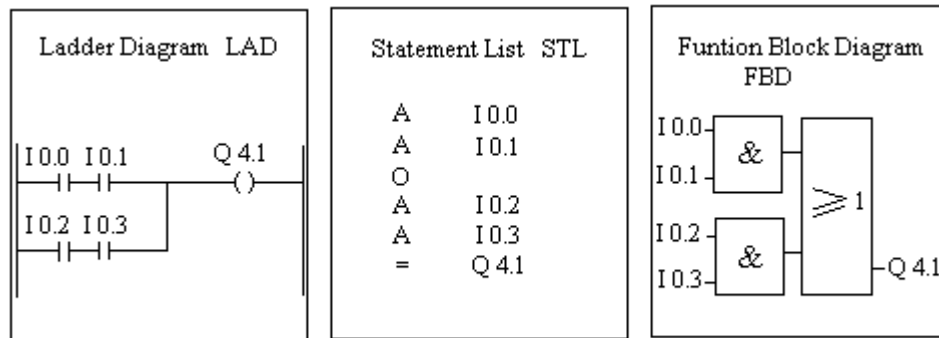 Ladder Diagram LAD
I 0.0 I 0.1 Q 4.1
I 0.2 I 0.3
Statement List STL
A I 0.0
A I 0.1
O
A I 0.2
A I 0.3
= Q 4.1
Funtion Block Diagram
FBD
I 0.0
&
I 0.1
≥ 1
I 0.2
&
I 0.3
Q 4.1